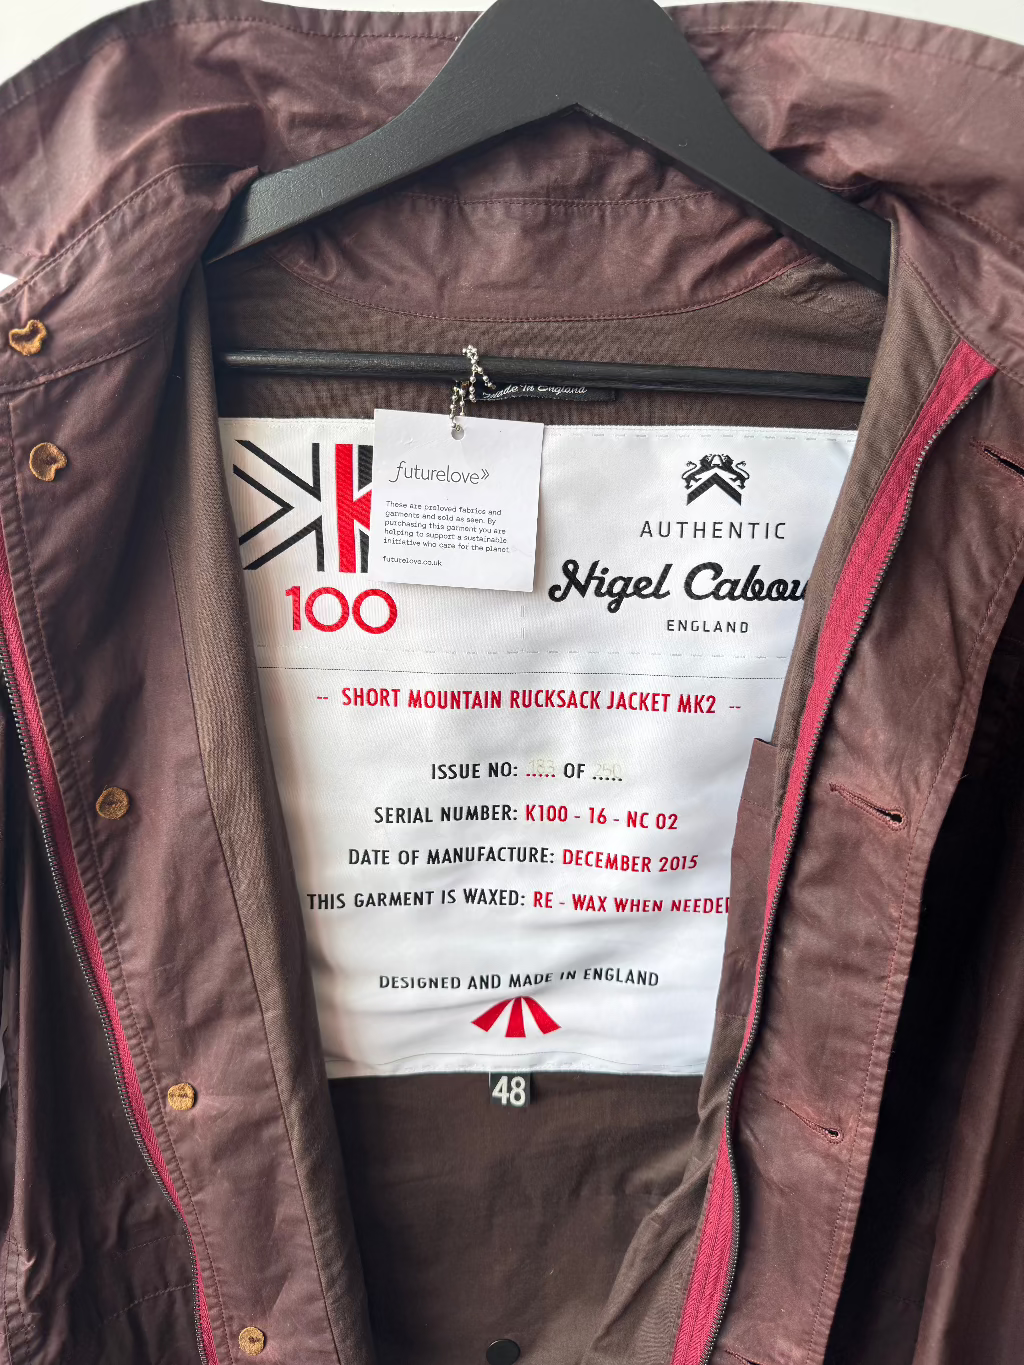 Made in England
futurelove»
These are preloved fabrics and
garments and sold as seen. By
purchasing this garment you are
helping to support a sustainable
initiative who care for the planet
futurelove.co.uk
100
AUTHENTIC
Nigel Cabou
ENGLAND
-- SHORT MOUNTAIN RUCKSACK JACKET MK2 --
ISSUE NO: 183 OF 250
SERIAL NUMBER: K100 - 16 - NC 02
DATE OF MANUFACTURE: DECEMBER 2015
THIS GARMENT IS WAXED: RE - WAX WHEN NEEDE
DESIGNED AND MADE IN ENGLAND
48